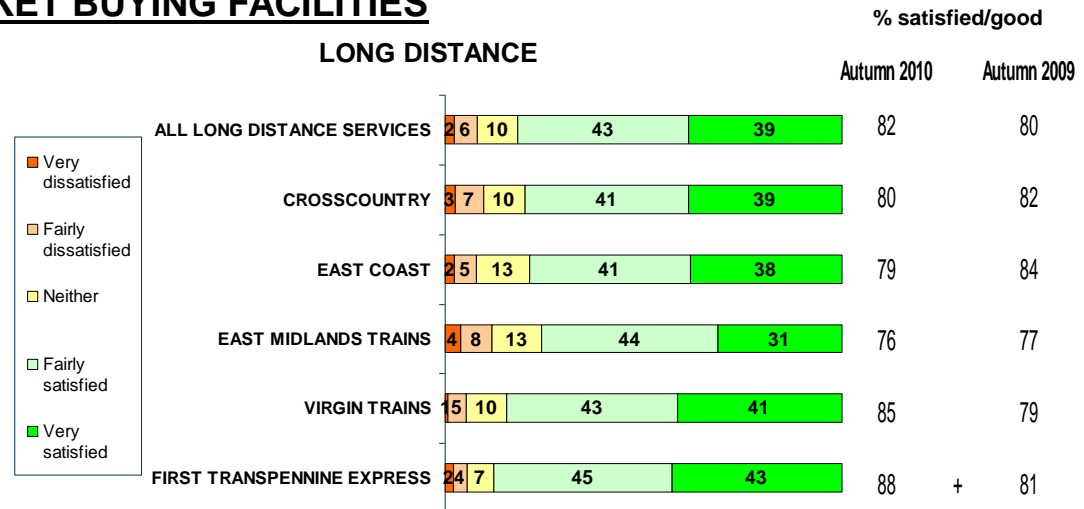 KET BUYING FACILITIES
% satisfied/good
LONG DISTANCE
Autumn 2010 Autumn 2009
ALL LONG DISTANCE SERVICES 2 6 10 43 39 82 80
Very
dissatisfied
CROSSCOUNTRY 3 7 10 41 39 80 82
Fairly
dissatisfied
EAST COAST 2 5 13 41 38 79 84
Neither
EAST MIDLANDS TRAINS 4 8 13 44 31 76 77
Fairly
satisfied
VIRGIN TRAINS 1 5 10 43 41 85 79
Very
satisfied
FIRST TRANSPENNINE EXPRESS 2 4 7 45 43 88 + 81